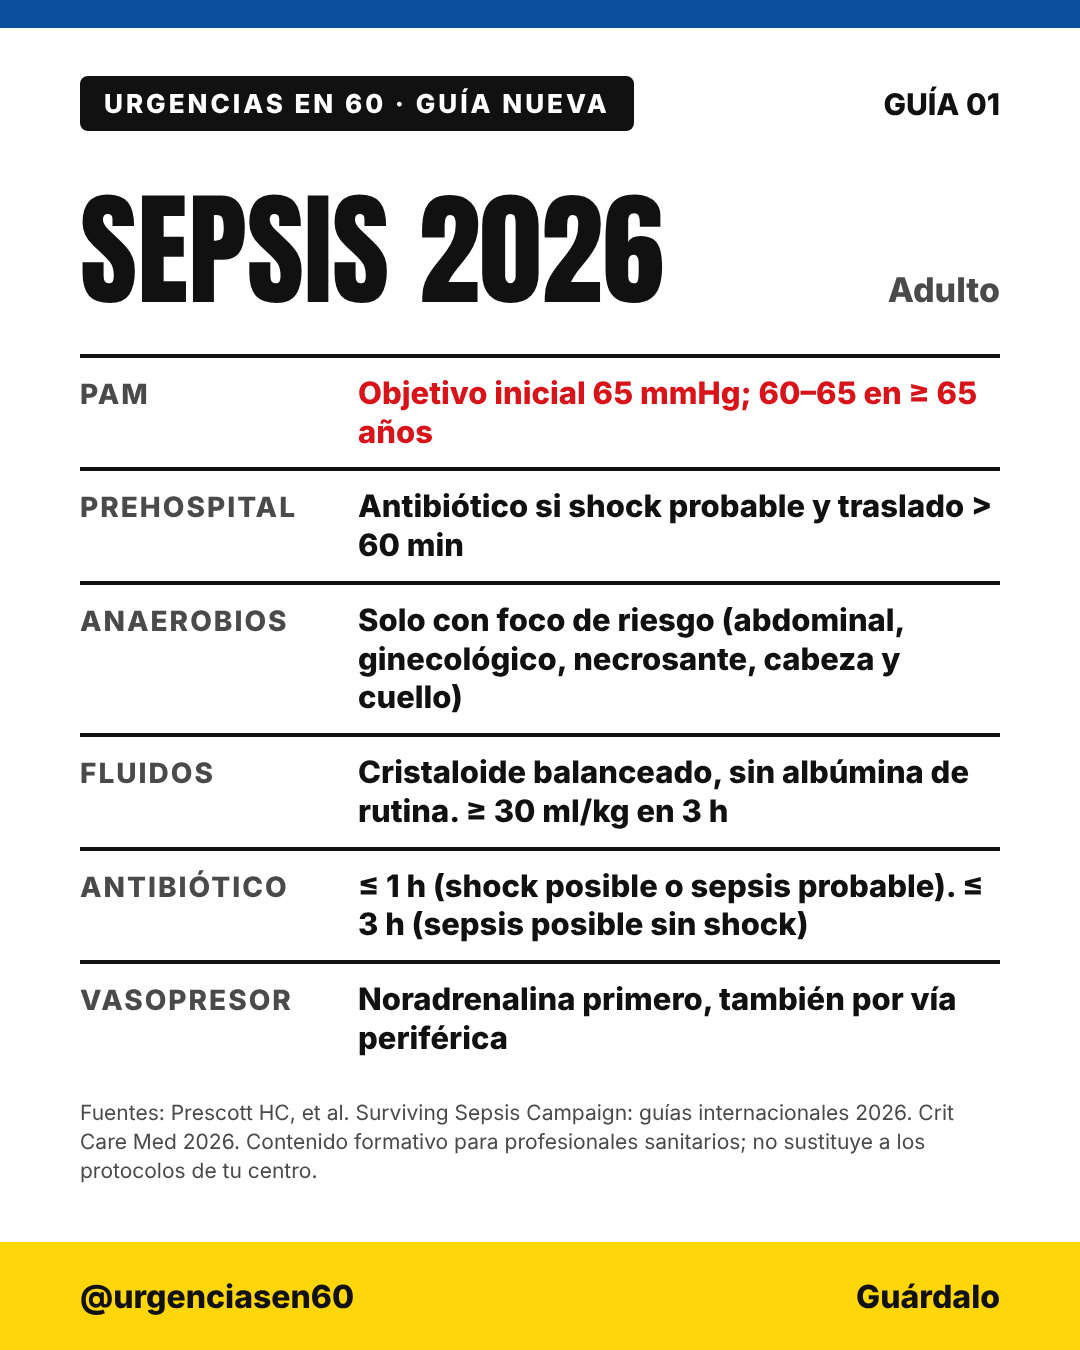 URGENCIAS EN 60 · GUÍA NUEVA
GUÍA 01
SEPSIS 2026
Adulto
PAM
Objetivo inicial 65 mmHg; 60–65 en ≥ 65
años
PREHOSPITAL
Antibiótico si shock probable y traslado >
60 min
ANAEROBIOS
Solo con foco de riesgo (abdominal,
ginecológico, necrosante, cabeza y
cuello)
FLUIDOS
Cristaloide balanceado, sin albúmina de
rutina. ≥ 30 ml/kg en 3 h
ANTIBIÓTICO
≤ 1 h (shock posible o sepsis probable). ≤
3 h (sepsis posible sin shock)
VASOPRESOR
Noradrenalina primero, también por vía
periférica
Fuentes: Prescott HC, et al. Surviving Sepsis Campaign: guías internacionales 2026. Crit
Care Med 2026. Contenido formativo para profesionales sanitarios; no sustituye a los
protocolos de tu centro.
@urgenciasen60
Guárdalo